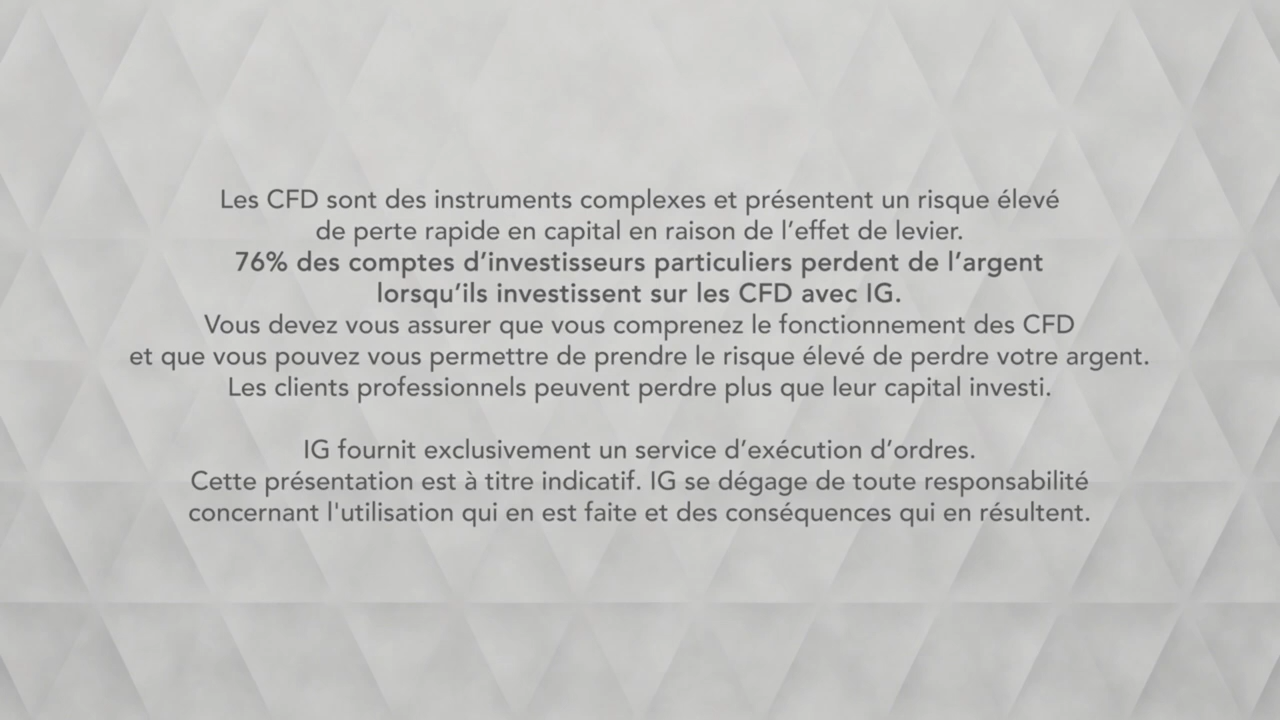 Les CFD sont des instruments complexes et présentent un risque élevé
de perte rapide en capital en raison de l’effet de levier.
76% des comptes d’investisseurs particuliers perdent de l’argent
lorsqu’ils investissent sur les CFD avec IG.
Vous devez vous assurer que vous comprenez le fonctionnement des CFD
et que vous pouvez vous permettre de prendre le risque élevé de perdre votre argent.
Les clients professionnels peuvent perdre plus que leur capital investi.
IG fournit exclusivement un service d’exécution d’ordres.
Cette présentation est à titre indicatif. IG se dégage de toute responsabilité
concernant l'utilisation qui en est faite et des conséquences qui en résultent.